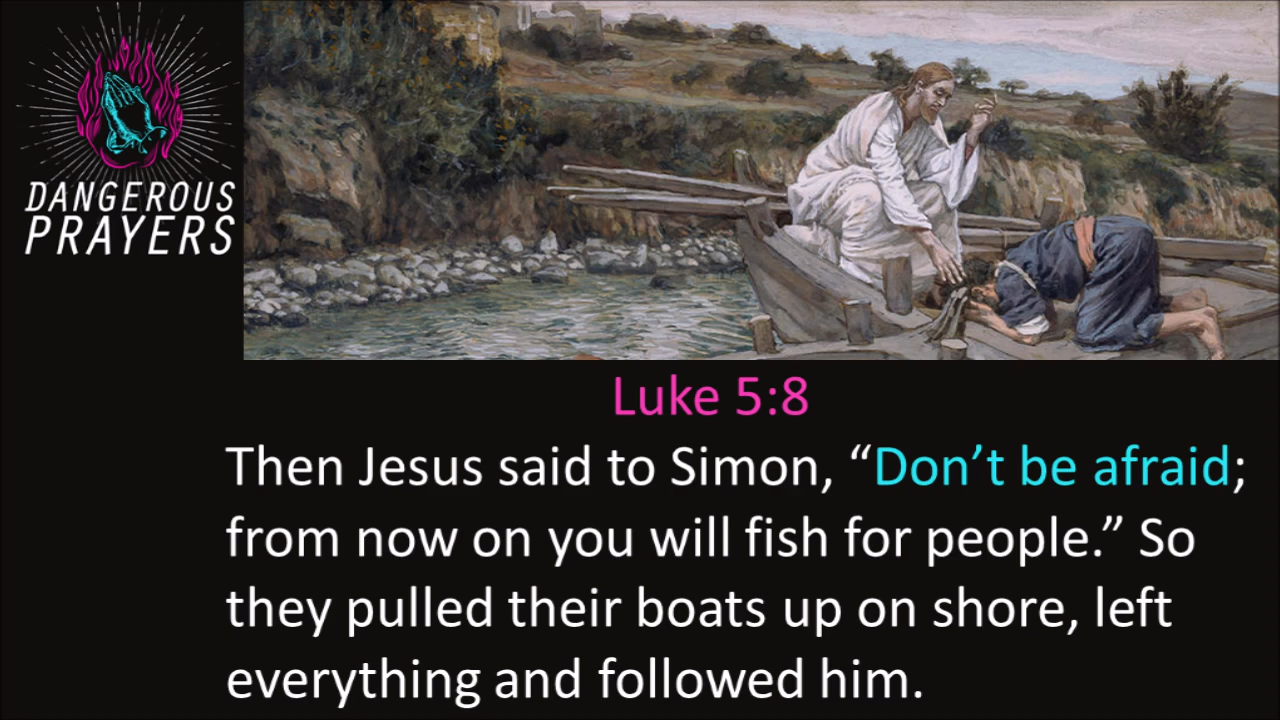 DANGEROUS
PRAYERS
Luke 5:8
Then Jesus said to Simon, “Don’t be afraid;
from now on you will fish for people.” So
they pulled their boats up on shore, left
everything and followed him.